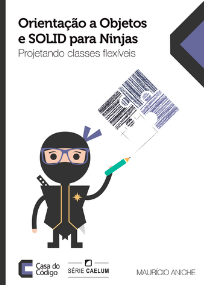 Orientação a Objetos
e SOLID para Ninjas
Projetando classes flexíveis
Casa do
Código
SÉRIE CAELUM
MAURÍCIO ANICHE